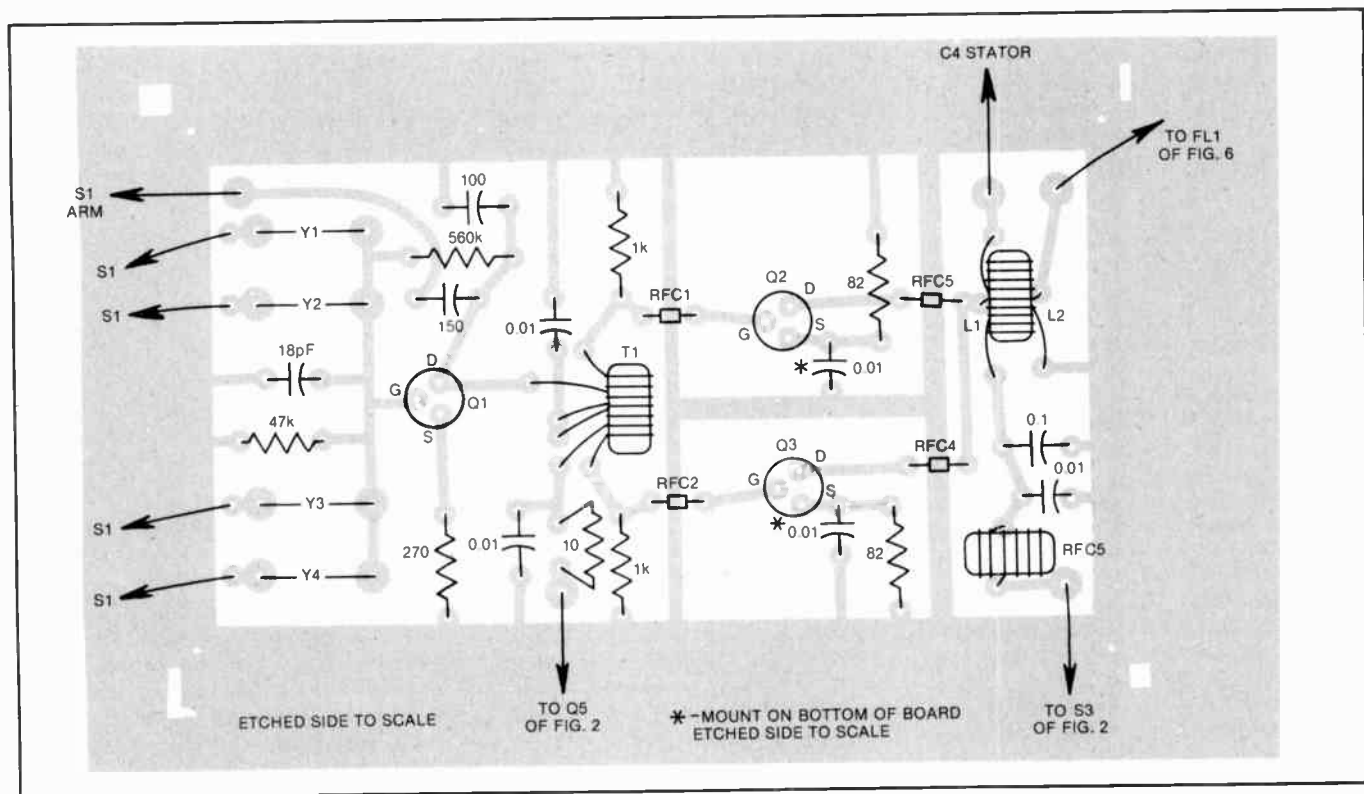 C4 STATOR
TO FL1
OF FIG. 6
S1
ARM
100
Y1
560k
1k
S1
Q2
D
82
RFC5
Y2
RFC1
S1
150
0.01
G
S
L1
L2
18pF
D
T1
*
0.01
G
Q1
47k
S
0.1
Q3
D
RFC4
0.01
G
S
RFC2
Y3
S1
*
0.01
270
0.01
10
1k
82
RFC5
Y4
S1
TO Q5
OF FIG. 2
ETCHED SIDE TO SCALE
*-MOUNT ON BOTTOM OF BOARD
ETCHED SIDE TO SCALE
TO S3
OF FIG. 2